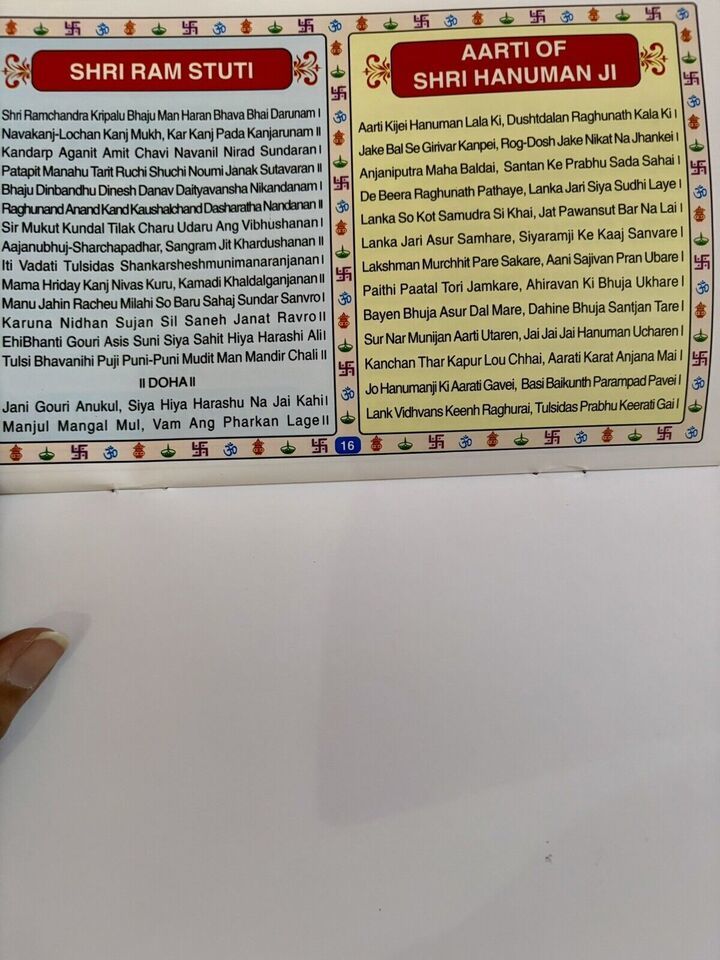 SHRI RAM STUTI
Shri Ramchandra Kripalu Bhaju Man Haran Bhava Bhai Darunam I
Navakanj-Lochan Kanj Mukh, Kar Kanj Pada Kanjarunam II
Kandarp Aganit Amit Chavi Navanil Nirad Sundaran I
Patapit Manahu Tarit Ruchi Shuchi Noumi Janak Sutavaran II
Bhaju Dinbandhu Dinesh Danav Daityavansha Nikandanam I
Raghunand Anand Kand Kaushalchand Dasharatha Nandanan II
Sir Mukut Kundal Tilak Charu Udaru Ang Vibhushanan I
Aajanubhuj-Sharchapadhar, Sangram Jit Khardushanan II
Iti Vadati Tulsidas Shankarsheshmunimanaranjanan I
Mama Hriday Kanj Nivas Kuru, Kamadi Khaldalganjanan II
Manu Jahin Racheu Milahi So Baru Sahaj Sundar Sanvro I
Karuna Nidhan Sujan Sil Saneh Janat Ravro II
EhiBhanti Gouri Asis Suni Siya Sahit Hiya Harashi Ali I
Tulsi Bhavanihi Puji Puni-Puni Mudit Man Mandir Chali II
II DOHA II
Jani Gouri Anukul, Siya Hiya Harashu Na Jai Kahi I
Manjul Mangal Mul, Vam Ang Pharkan Lage II
AARTI OF
SHRI HANUMAN JI
Aarti Kijei Hanuman Lala Ki, Dushtdalan Raghunath Kala Ki I
Jake Bal Se Girivar Kanpei, Rog-Dosh Jake Nikat Na Jhankei I
Anjaniputra Maha Baldai, Santan Ke Prabhu Sada Sahai I
De Beera Raghunath Pathaye, Lanka Jari Siya Sudhi Laye I
Lanka So Kot Samudra Si Khai, Jat Pawansut Bar Na Lai I
Lanka Jari Asur Samhare, Siyaramji Ke Kaaj Sanvare I
Lakshman Murchhit Pare Sakare, Aani Sajivan Pran Ubare I
Paithi Paatal Tori Jamkare, Ahiravan Ki Bhuja Ukhare I
Bayen Bhuja Asur Dal Mare, Dahine Bhuja Santjan Tare I
Sur Nar Munijan Aarti Utaren, Jai Jai Jai Hanuman Ucharen I
Kanchan Thar Kapur Lou Chhai, Aarati Karat Anjana Mai I
Jo Hanumanji Ki Aarati Gavei, Basi Baikunth Parampad Pavei I
Lank Vidhvans Keenh Raghurai, Tulsidas Prabhu Keerati Gai I
16